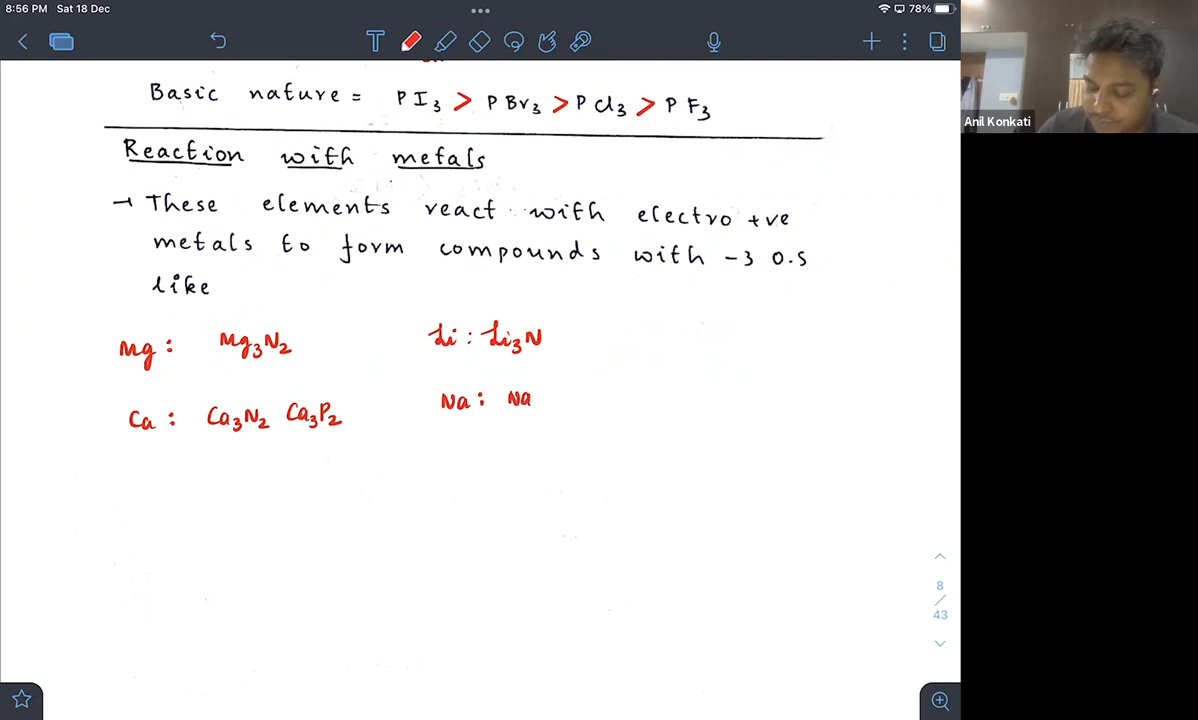 8:56 PM Sat 18 Dec
78%
Basic nature = PI₃ > PBr₃ > PCl₃ > PF₃
Anil Konkati
Reaction with metals
→ These elements react with electro +ve
metals to form compounds with -3 O.S
like
Mg : Mg₃N₂ Li : Li₃N
Ca : Ca₃N₂ Ca₃P₂ Na : Na
8
/
43